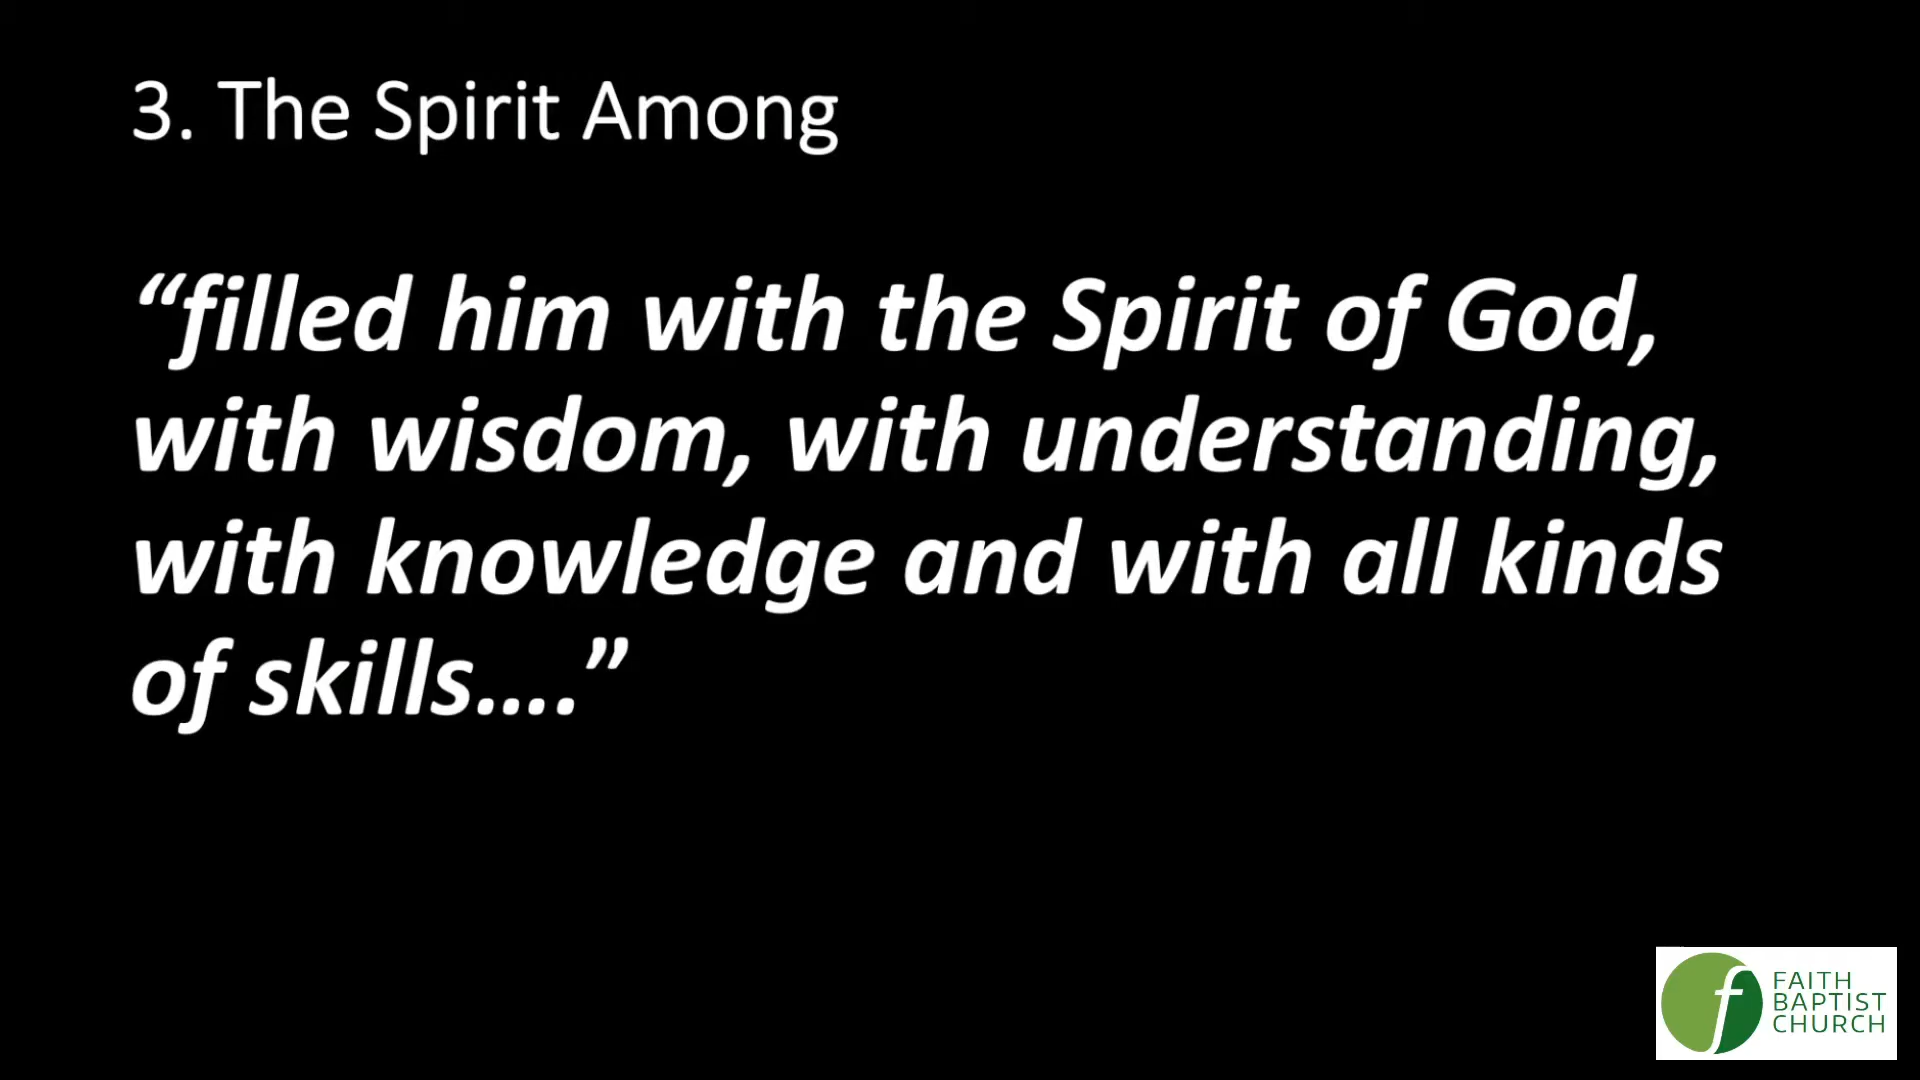 3. The Spirit Among
“filled him with the Spirit of God,
with wisdom, with understanding,
with knowledge and with all kinds
of skills….”
f
FAITH
BAPTIST
CHURCH